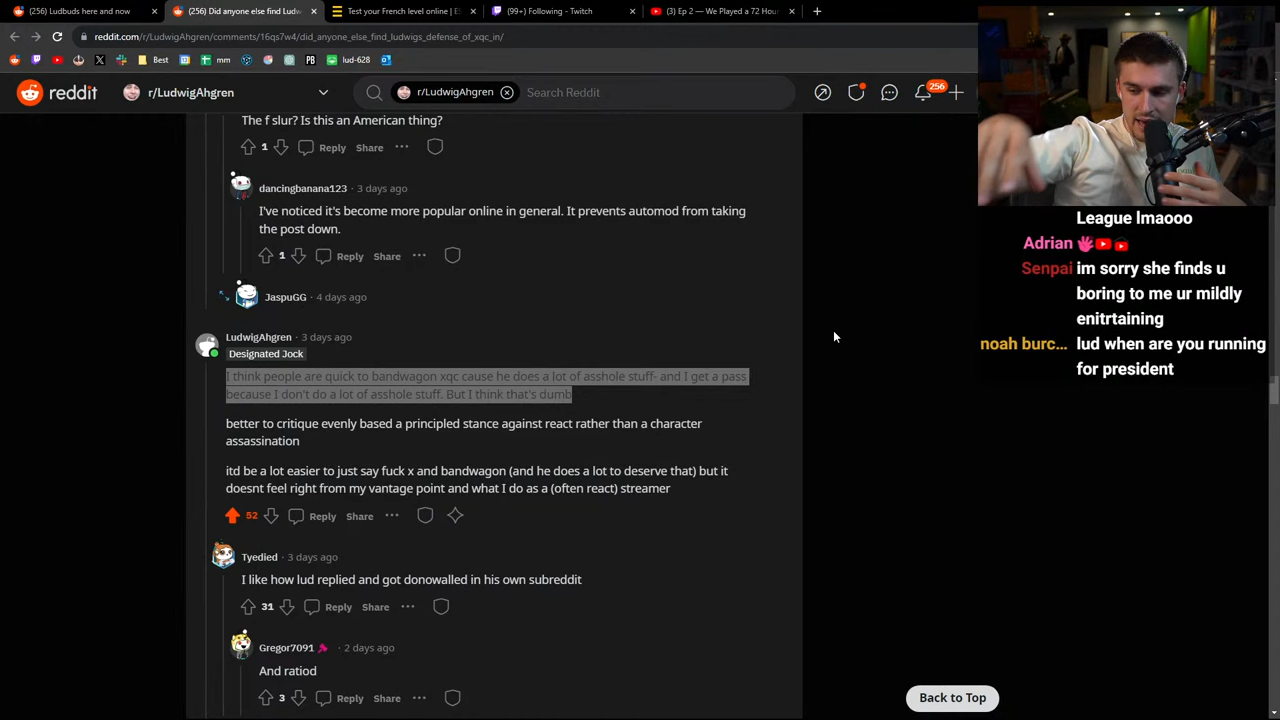 (256) Ludbuds here and now
(256) Did anyone else find Ludw
Test your French level online | E
(99+) Following - Twitch
(3) Ep 2 — We Played a 72 Hour
reddit.com/r/LudwigAhgren/comments/16qs7w4/did_anyone_else_find_ludwigs_defense_of_xqc_in/
Best
mm
PB
lud-628
reddit
r/LudwigAhgren
r/LudwigAhgren
Search Reddit
256
The f slur? Is this an American thing?
1 Reply Share
dancingbanana123 · 3 days ago
I've noticed it's become more popular online in general. It prevents automod from taking
the post down.
1 Reply Share
JaspuGG · 4 days ago
LudwigAhgren · 3 days ago
Designated Jock
I think people are quick to bandwagon xqc cause he does a lot of asshole stuff- and I get a pass
because I don't do a lot of asshole stuff. But I think that's dumb
better to critique evenly based a principled stance against react rather than a character
assassination
itd be a lot easier to just say fuck x and bandwagon (and he does a lot to deserve that) but it
doesnt feel right from my vantage point and what I do as a (often react) streamer
52 Reply Share
Tyedied · 3 days ago
I like how lud replied and got donowalled in his own subreddit
31 Reply Share
Gregor7091 · 2 days ago
And ratiod
3 Reply Share
Back to Top
League lmaooo
Adrian
Senpai im sorry she finds u
boring to me ur mildly
enitrtaining
noah burc... lud when are you running
for president